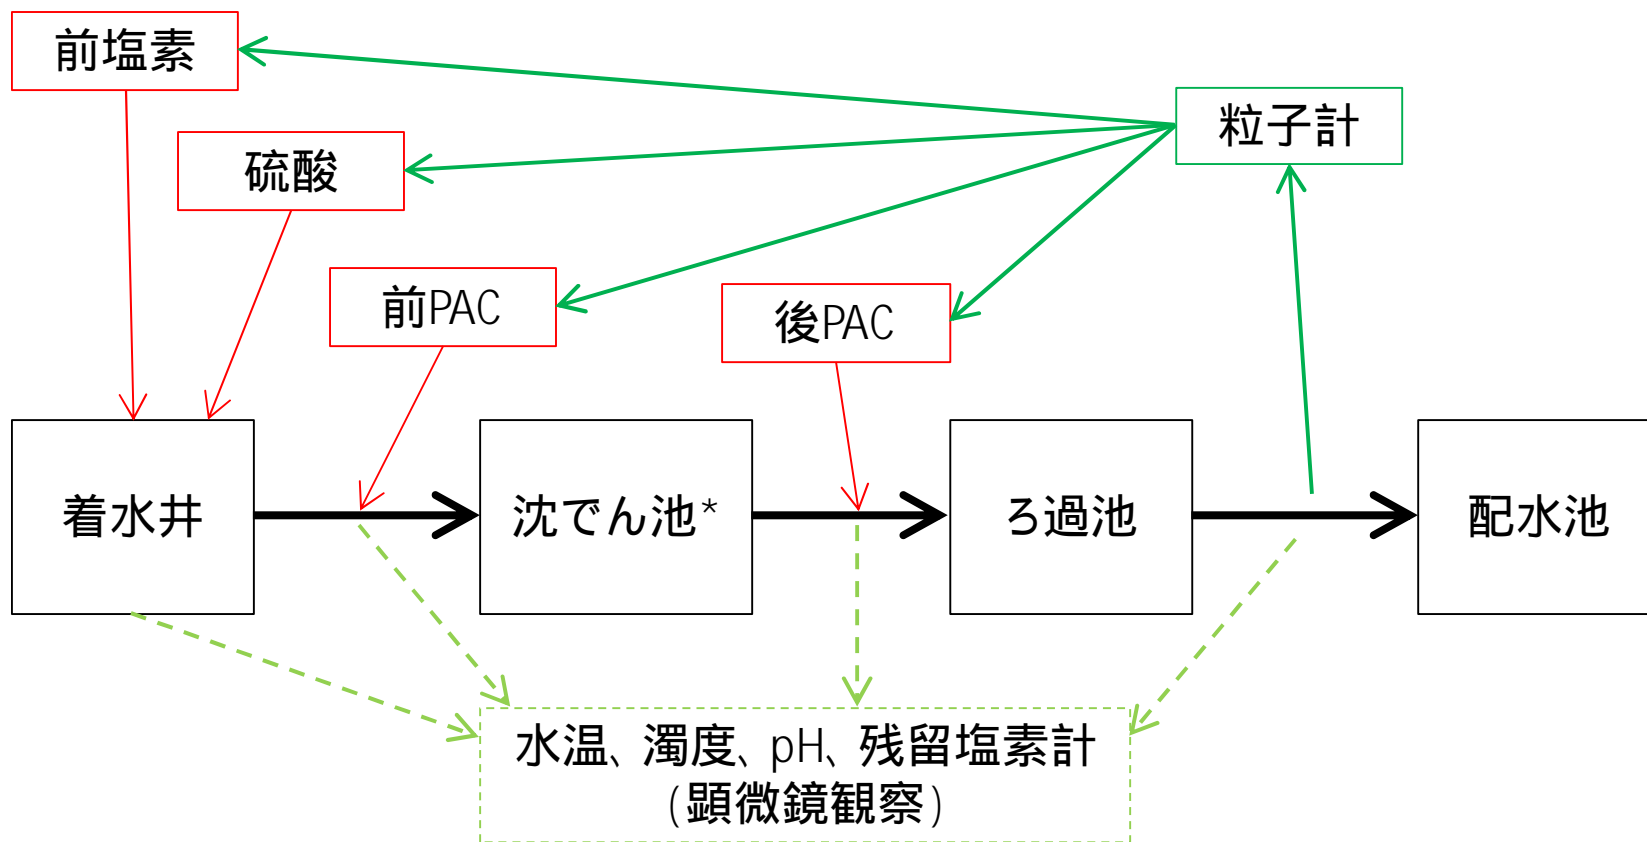 前塩素
粒子計
硫酸
前PAC
後PAC
着水井
沈でん池*
ろ過池
配水池
水温、濁度、pH、残留塩素計
(顕微鏡観察)